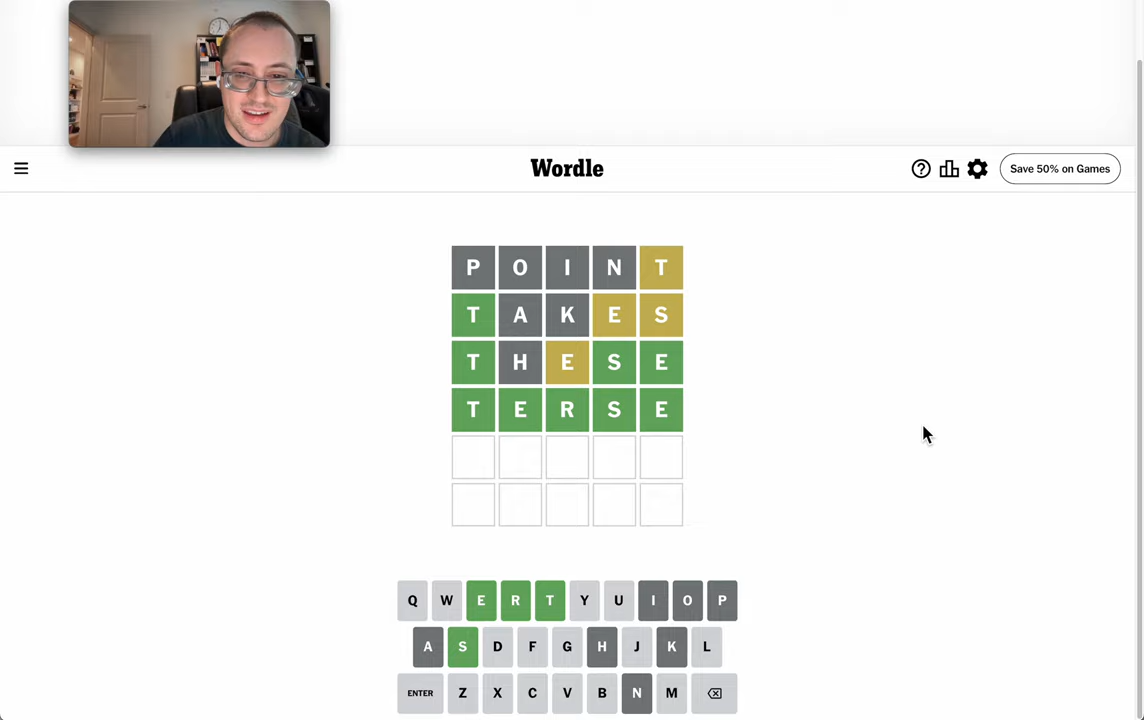 Wordle
Save 50% on Games
P O I N T
T A K E S
T H E S E
T E R S E
Q W E R T Y U I O P
A S D F G H J K L
ENTER Z X C V B N M